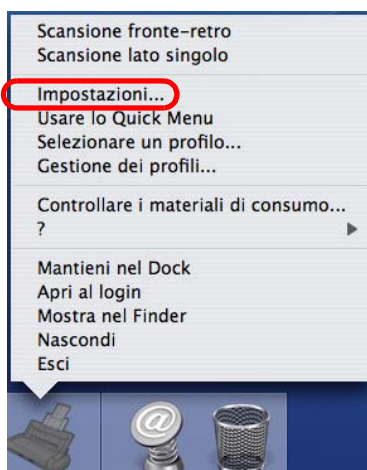 Scansione fronte-retro
Scansione lato singolo
Impostazioni...
Usare lo Quick Menu
Selezionare un profilo...
Gestione dei profili...
Controllare i materiali di consumo...
?
Mantieni nel Dock
Apri al login
Mostra nel Finder
Nascondi
Esci
@